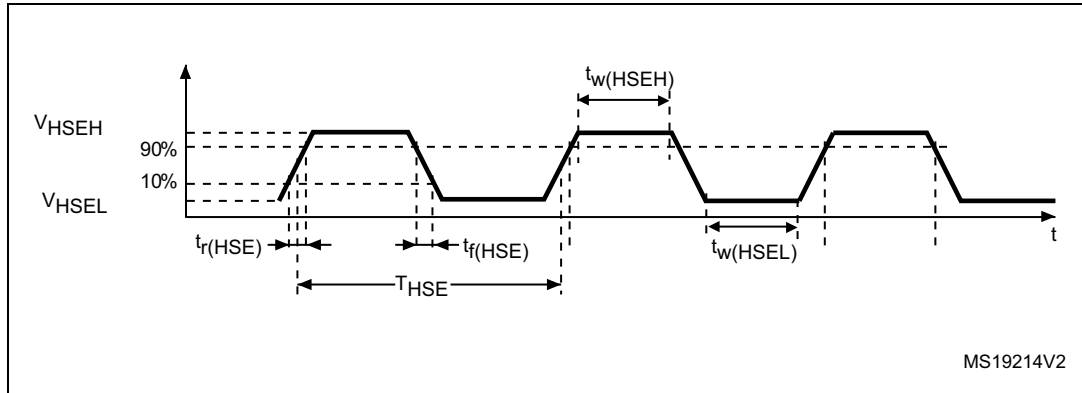 tw(HSEH)
VHSEH
90%
10%
VHSEL
tr(HSE)
tf(HSE)
tw(HSEL)
t
THSE
MS19214V2